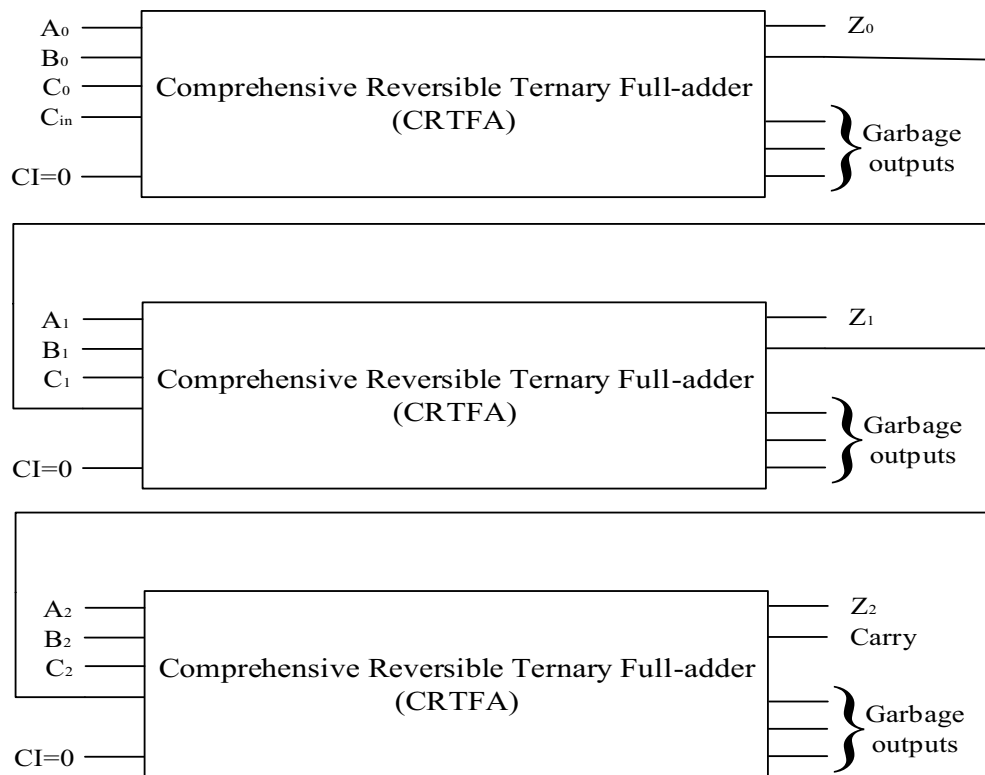 A₀
B₀
C₀
Cᵢₙ
CI=0
Comprehensive Reversible Ternary Full-adder
(CRTFA)
Z₀
Garbage
outputs
A₁
B₁
C₁
CI=0
Comprehensive Reversible Ternary Full-adder
(CRTFA)
Z₁
Garbage
outputs
A₂
B₂
C₂
CI=0
Comprehensive Reversible Ternary Full-adder
(CRTFA)
Z₂
Carry
Garbage
outputs